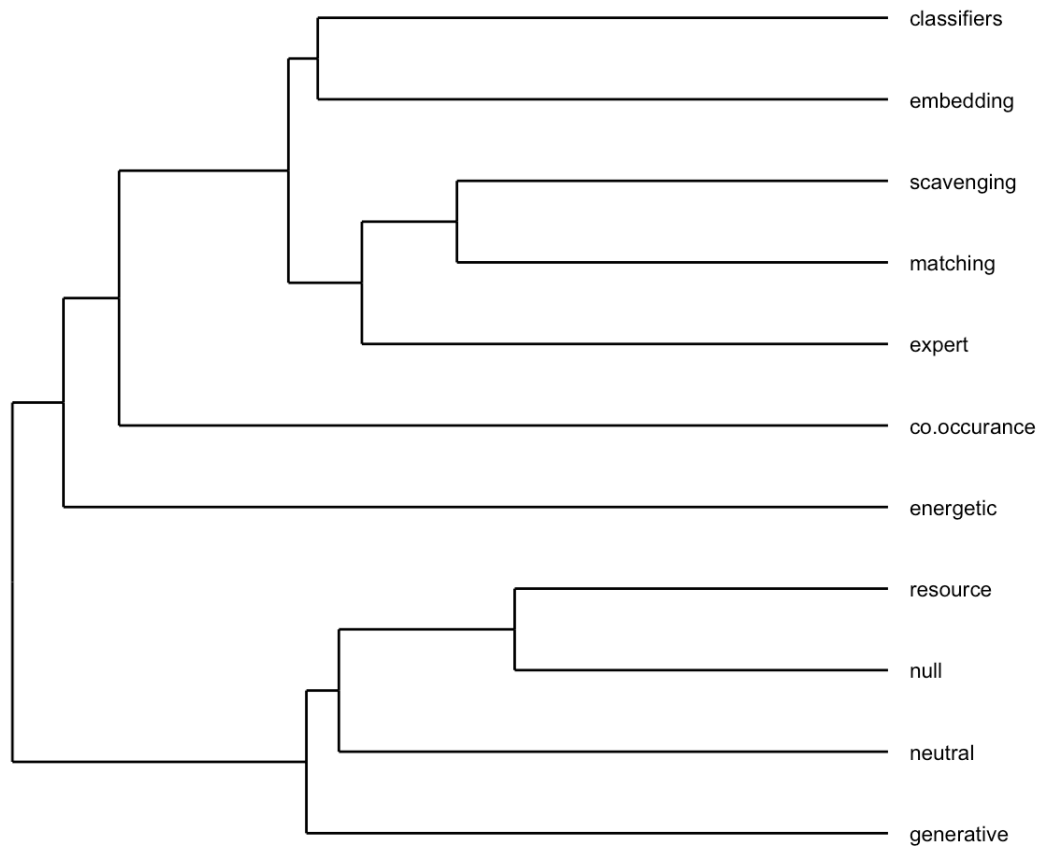 classifiers
embedding
scavenging
matching
expert
co.occurance
energetic
resource
null
neutral
generative